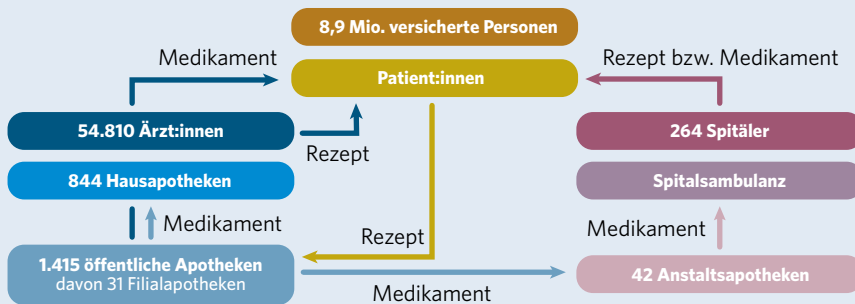 8,9 Mio. versicherte Personen
Medikament
Rezept bzw. Medikament
Patient:innen
54.810 Ärzt:innen
264 Spitäler
Rezept
844 Hausapotheken
Spitalsambulanz
Medikament
Rezept
Medikament
1.415 öffentliche Apotheken
davon 31 Filialapotheken
42 Anstaltsapotheken
Medikament